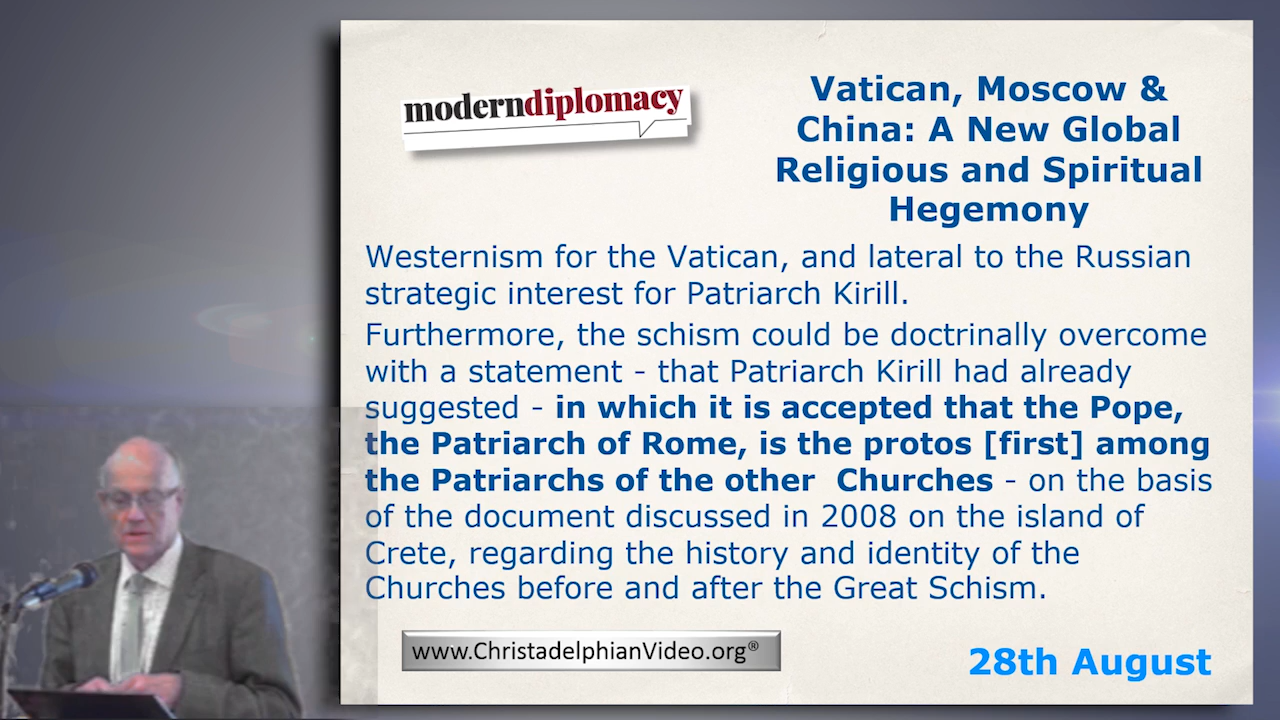 moderndiplomacy
Vatican, Moscow &
China: A New Global
Religious and Spiritual
Hegemony
Westernism for the Vatican, and lateral to the Russian
strategic interest for Patriarch Kirill.
Furthermore, the schism could be doctrinally overcome
with a statement - that Patriarch Kirill had already
suggested - in which it is accepted that the Pope,
the Patriarch of Rome, is the protos [first] among
the Patriarchs of the other Churches - on the basis
of the document discussed in 2008 on the island of
Crete, regarding the history and identity of the
Churches before and after the Great Schism.
www.ChristadelphianVideo.org®
28th August